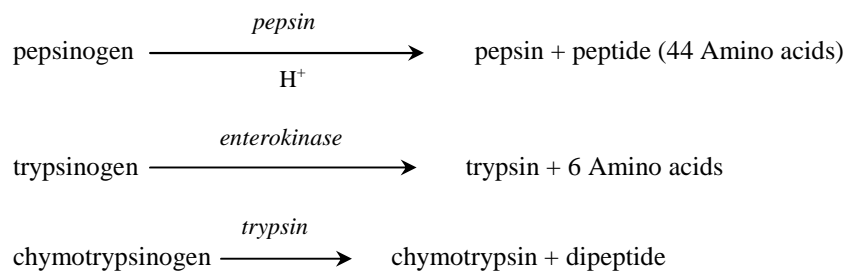 pepsin
pepsinogen pepsin + peptide (44 Amino acids)
H⁺
enterokinase
trypsinogen trypsin + 6 Amino acids
trypsin
chymotrypsinogen chymotrypsin + dipeptide